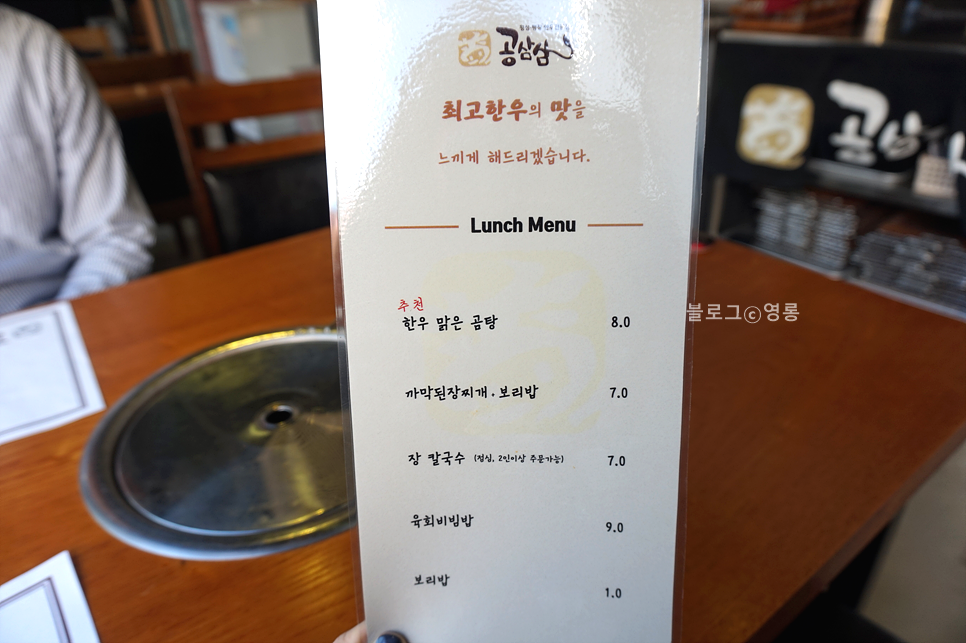 공삼삼
최고한우의 맛을
느끼게 해드리겠습니다.
Lunch Menu
추천
한우 맑은 곰탕 8.0
까막된장찌개·보리밥 7.0
장 칼국수 (점심, 2인이상 주문가능) 7.0
육회비빔밥 9.0
보리밥 1.0
공삼
블로그ⓒ영롱